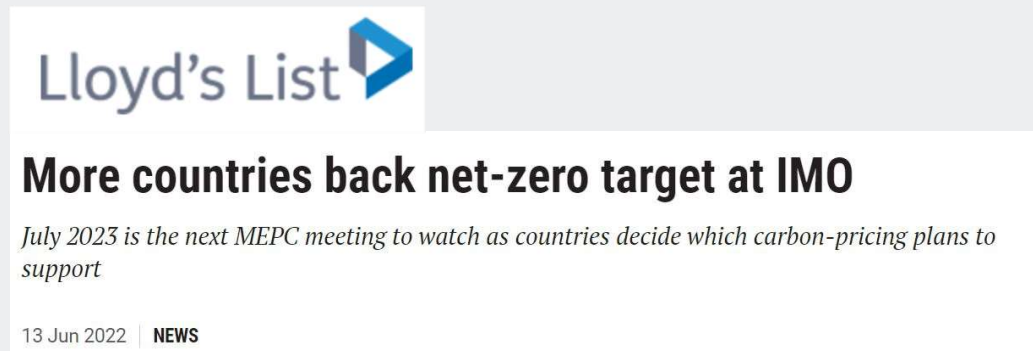 Lloyd's List
More countries back net-zero target at IMO
July 2023 is the next MEPC meeting to watch as countries decide which carbon-pricing plans to
support
13 Jun 2022 NEWS